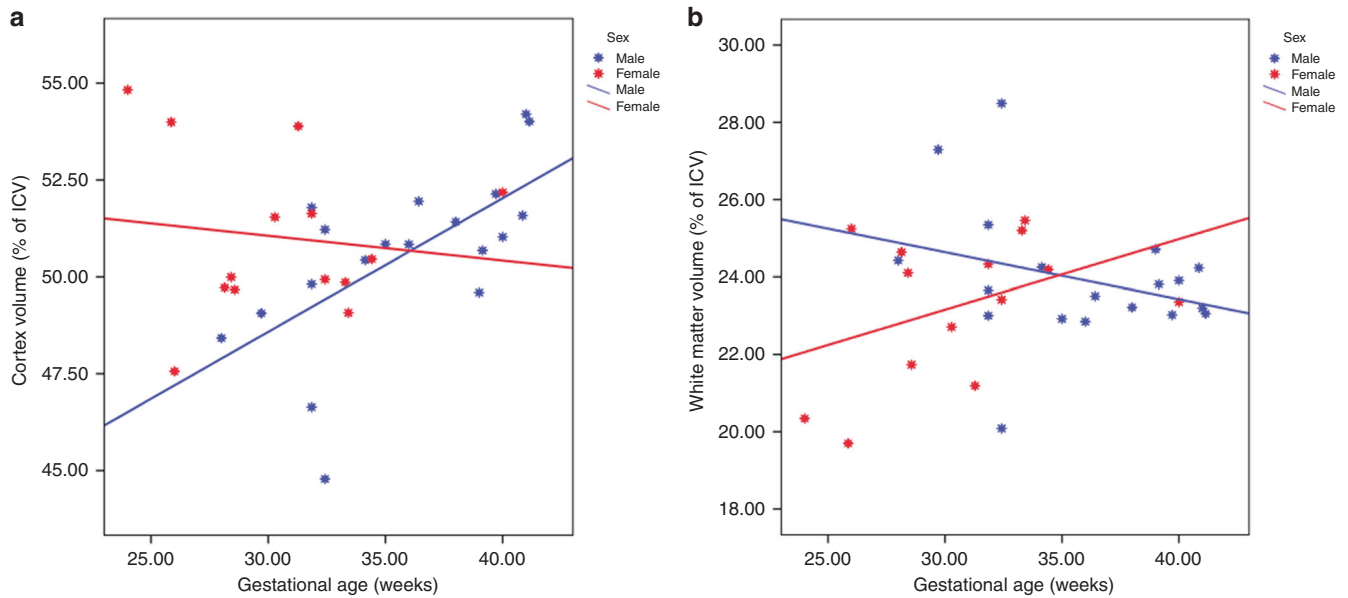 a
Sex
Male
Female
Male
Female
55.00
52.50
50.00
47.50
45.00
Cortex volume (% of ICV)
25.00 30.00 35.00 40.00
Gestational age (weeks)
b
Sex
Male
Female
Male
Female
30.00
28.00
26.00
24.00
22.00
20.00
18.00
White matter volume (% of ICV)
25.00 30.00 35.00 40.00
Gestational age (weeks)